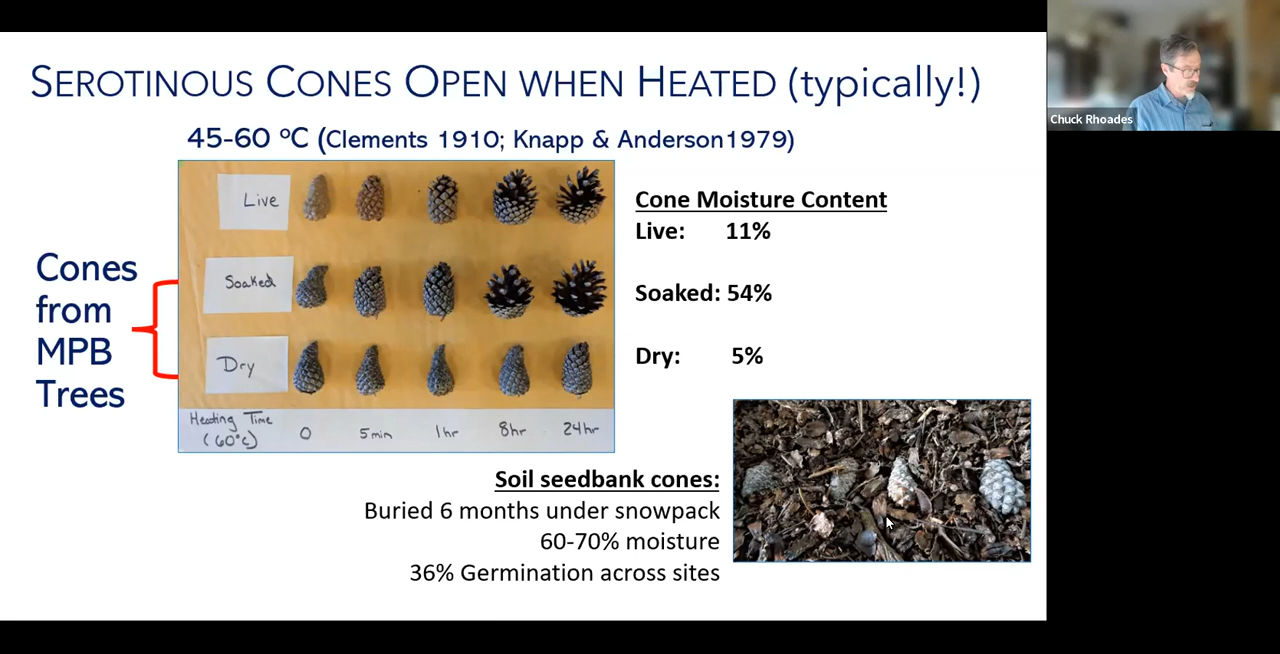 SEROTINOUS CONES OPEN WHEN HEATED (typically!)
45-60 ºC (Clements 1910; Knapp & Anderson1979)
Chuck Rhoades
Cones
from
MPB
Trees
Live
Soaked
Dry
Heating Time
(60°C)
0 5min 1hr 8hr 24hr
Cone Moisture Content
Live: 11%
Soaked: 54%
Dry: 5%
Soil seedbank cones:
Buried 6 months under snowpack
60-70% moisture
36% Germination across sites